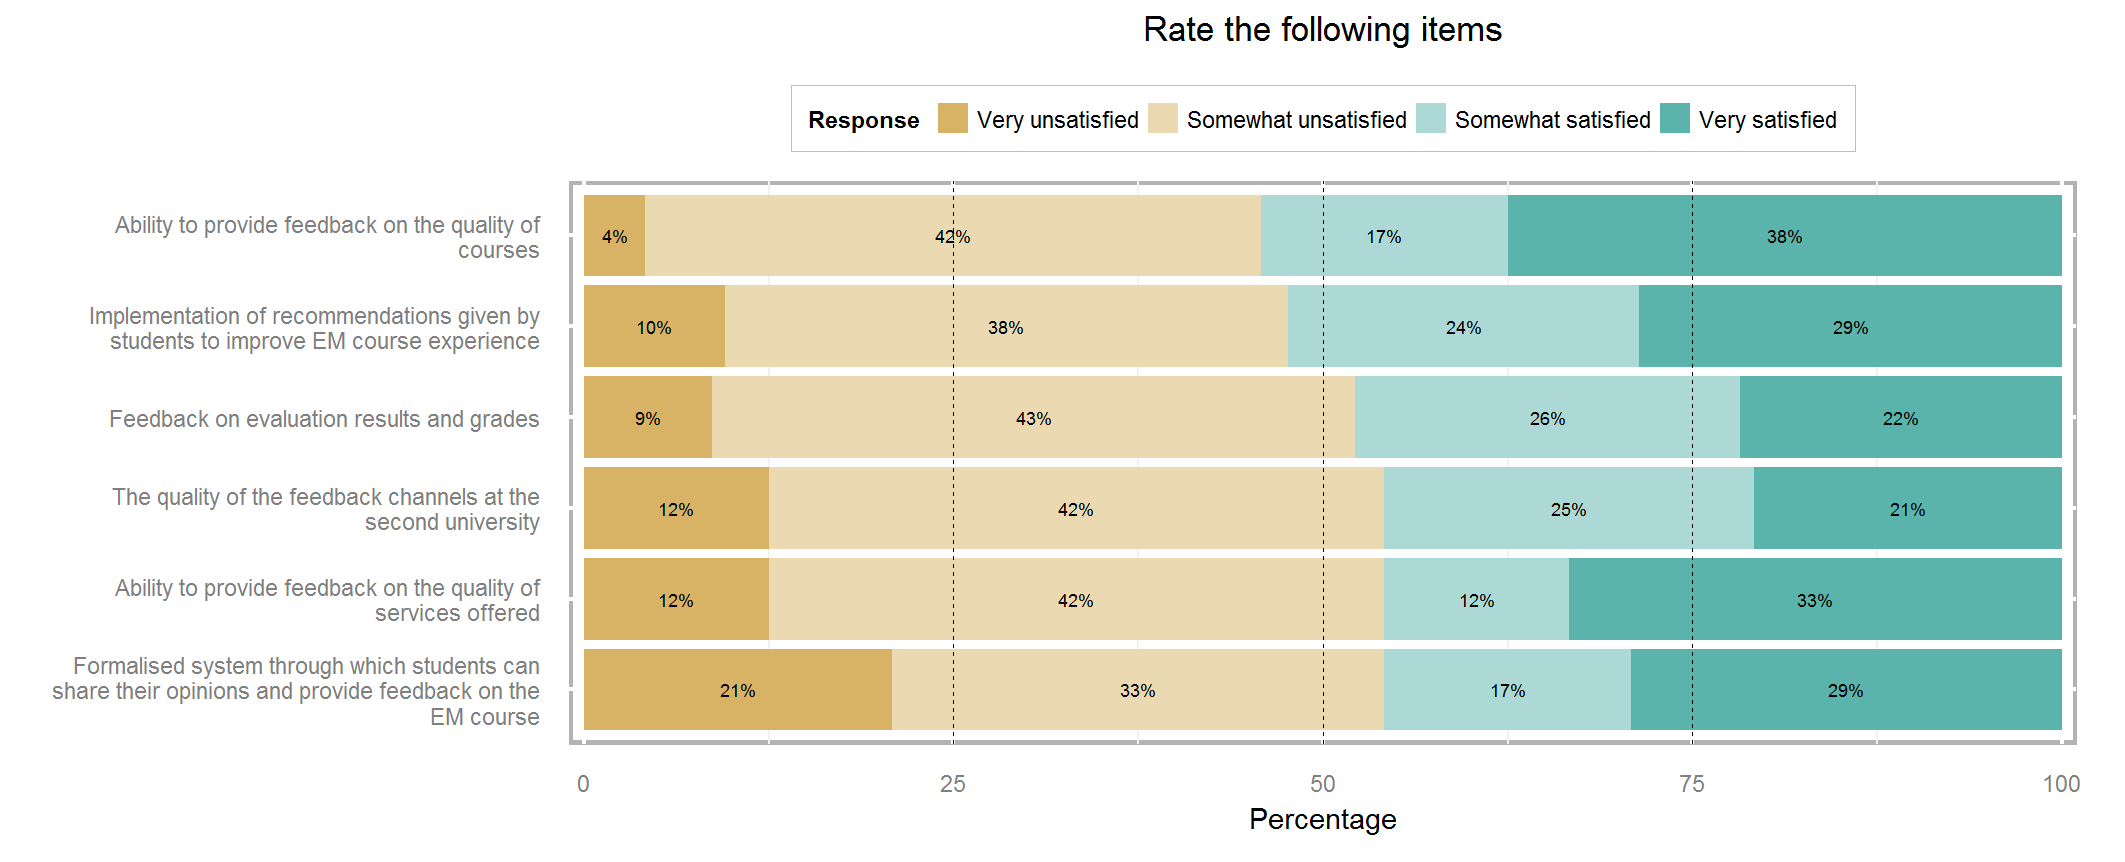 Rate the following items
Response Very unsatisfied Somewhat unsatisfied Somewhat satisfied Very satisfied
Ability to provide feedback on the quality of
courses
4% 42% 17% 38%
Implementation of recommendations given by
students to improve EM course experience
10% 38% 24% 29%
Feedback on evaluation results and grades
9% 43% 26% 22%
The quality of the feedback channels at the
second university
12% 42% 25% 21%
Ability to provide feedback on the quality of
services offered
12% 42% 12% 33%
Formalised system through which students can
share their opinions and provide feedback on the
EM course
21% 33% 17% 29%
0 25 50 75 100
Percentage